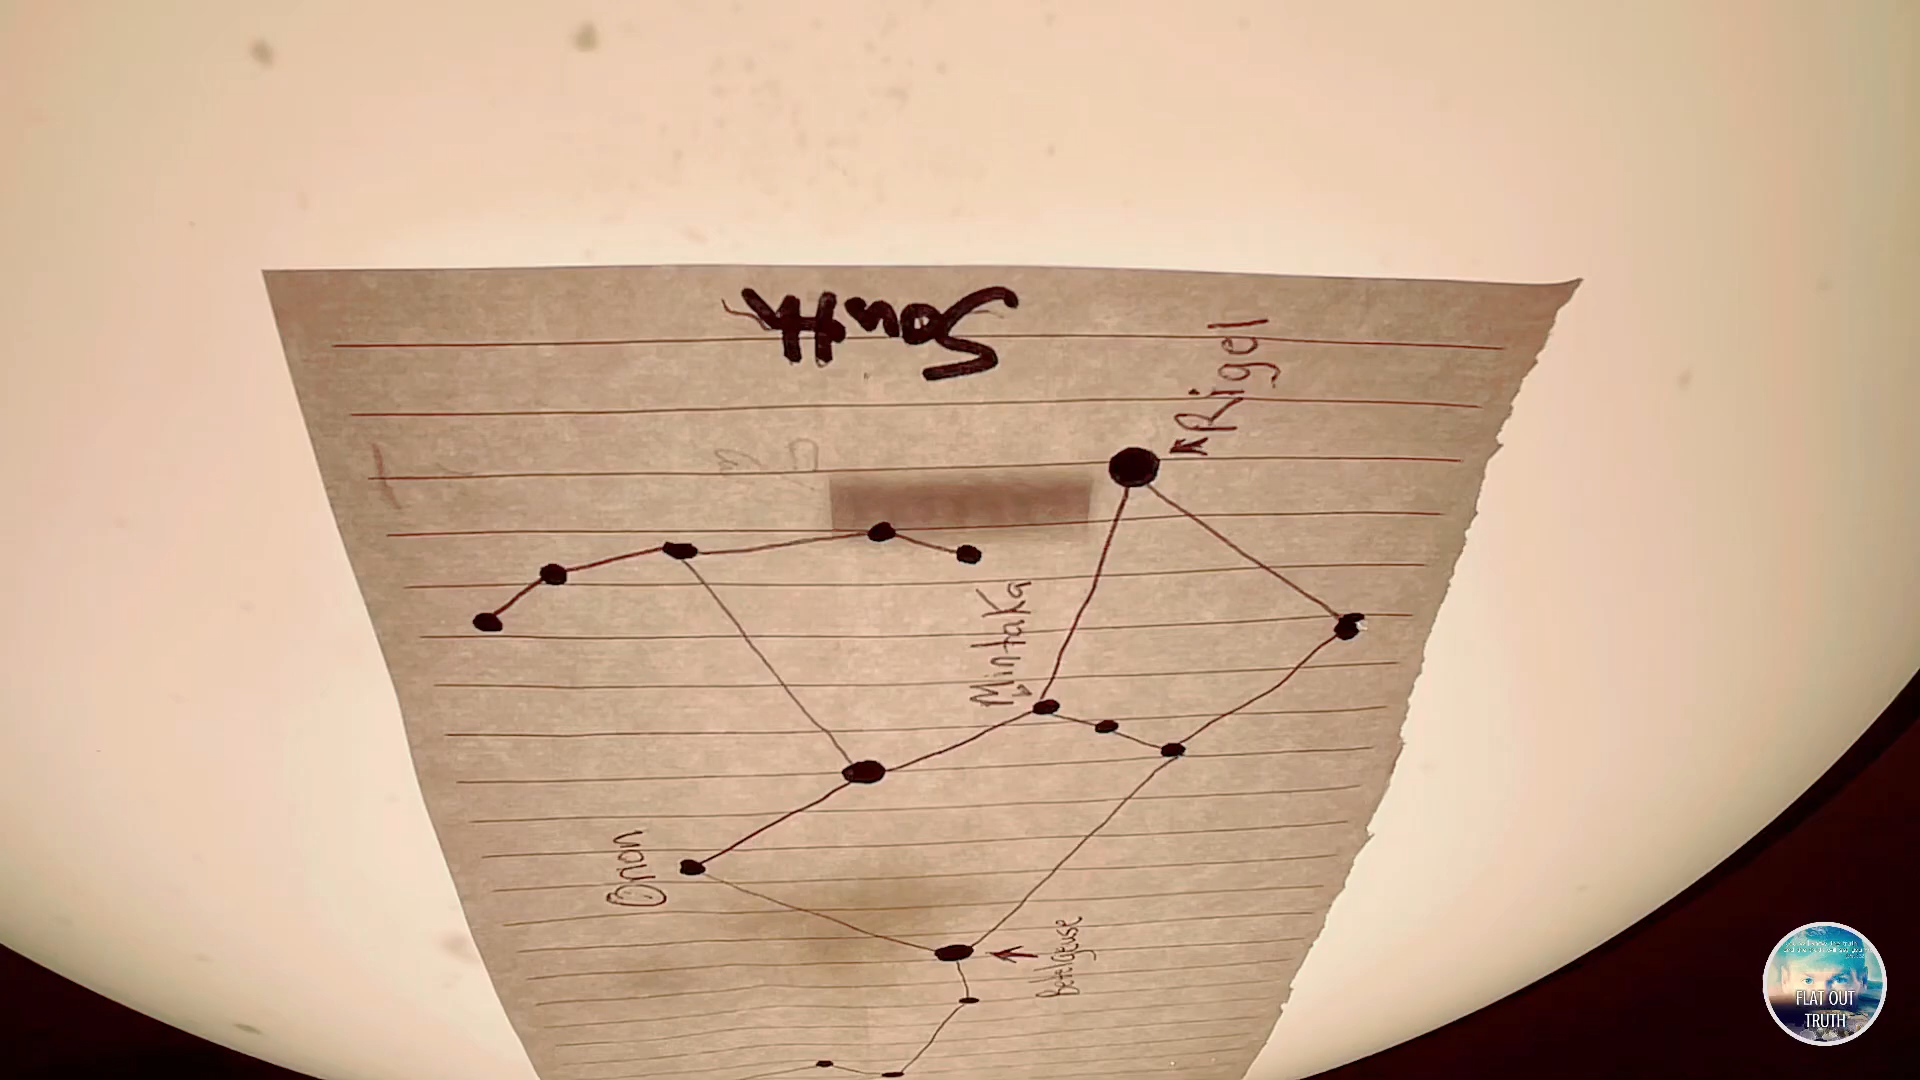 South
Rigel
Mintaka
Orion
Betelgeuse
FLAT OUT
TRUTH